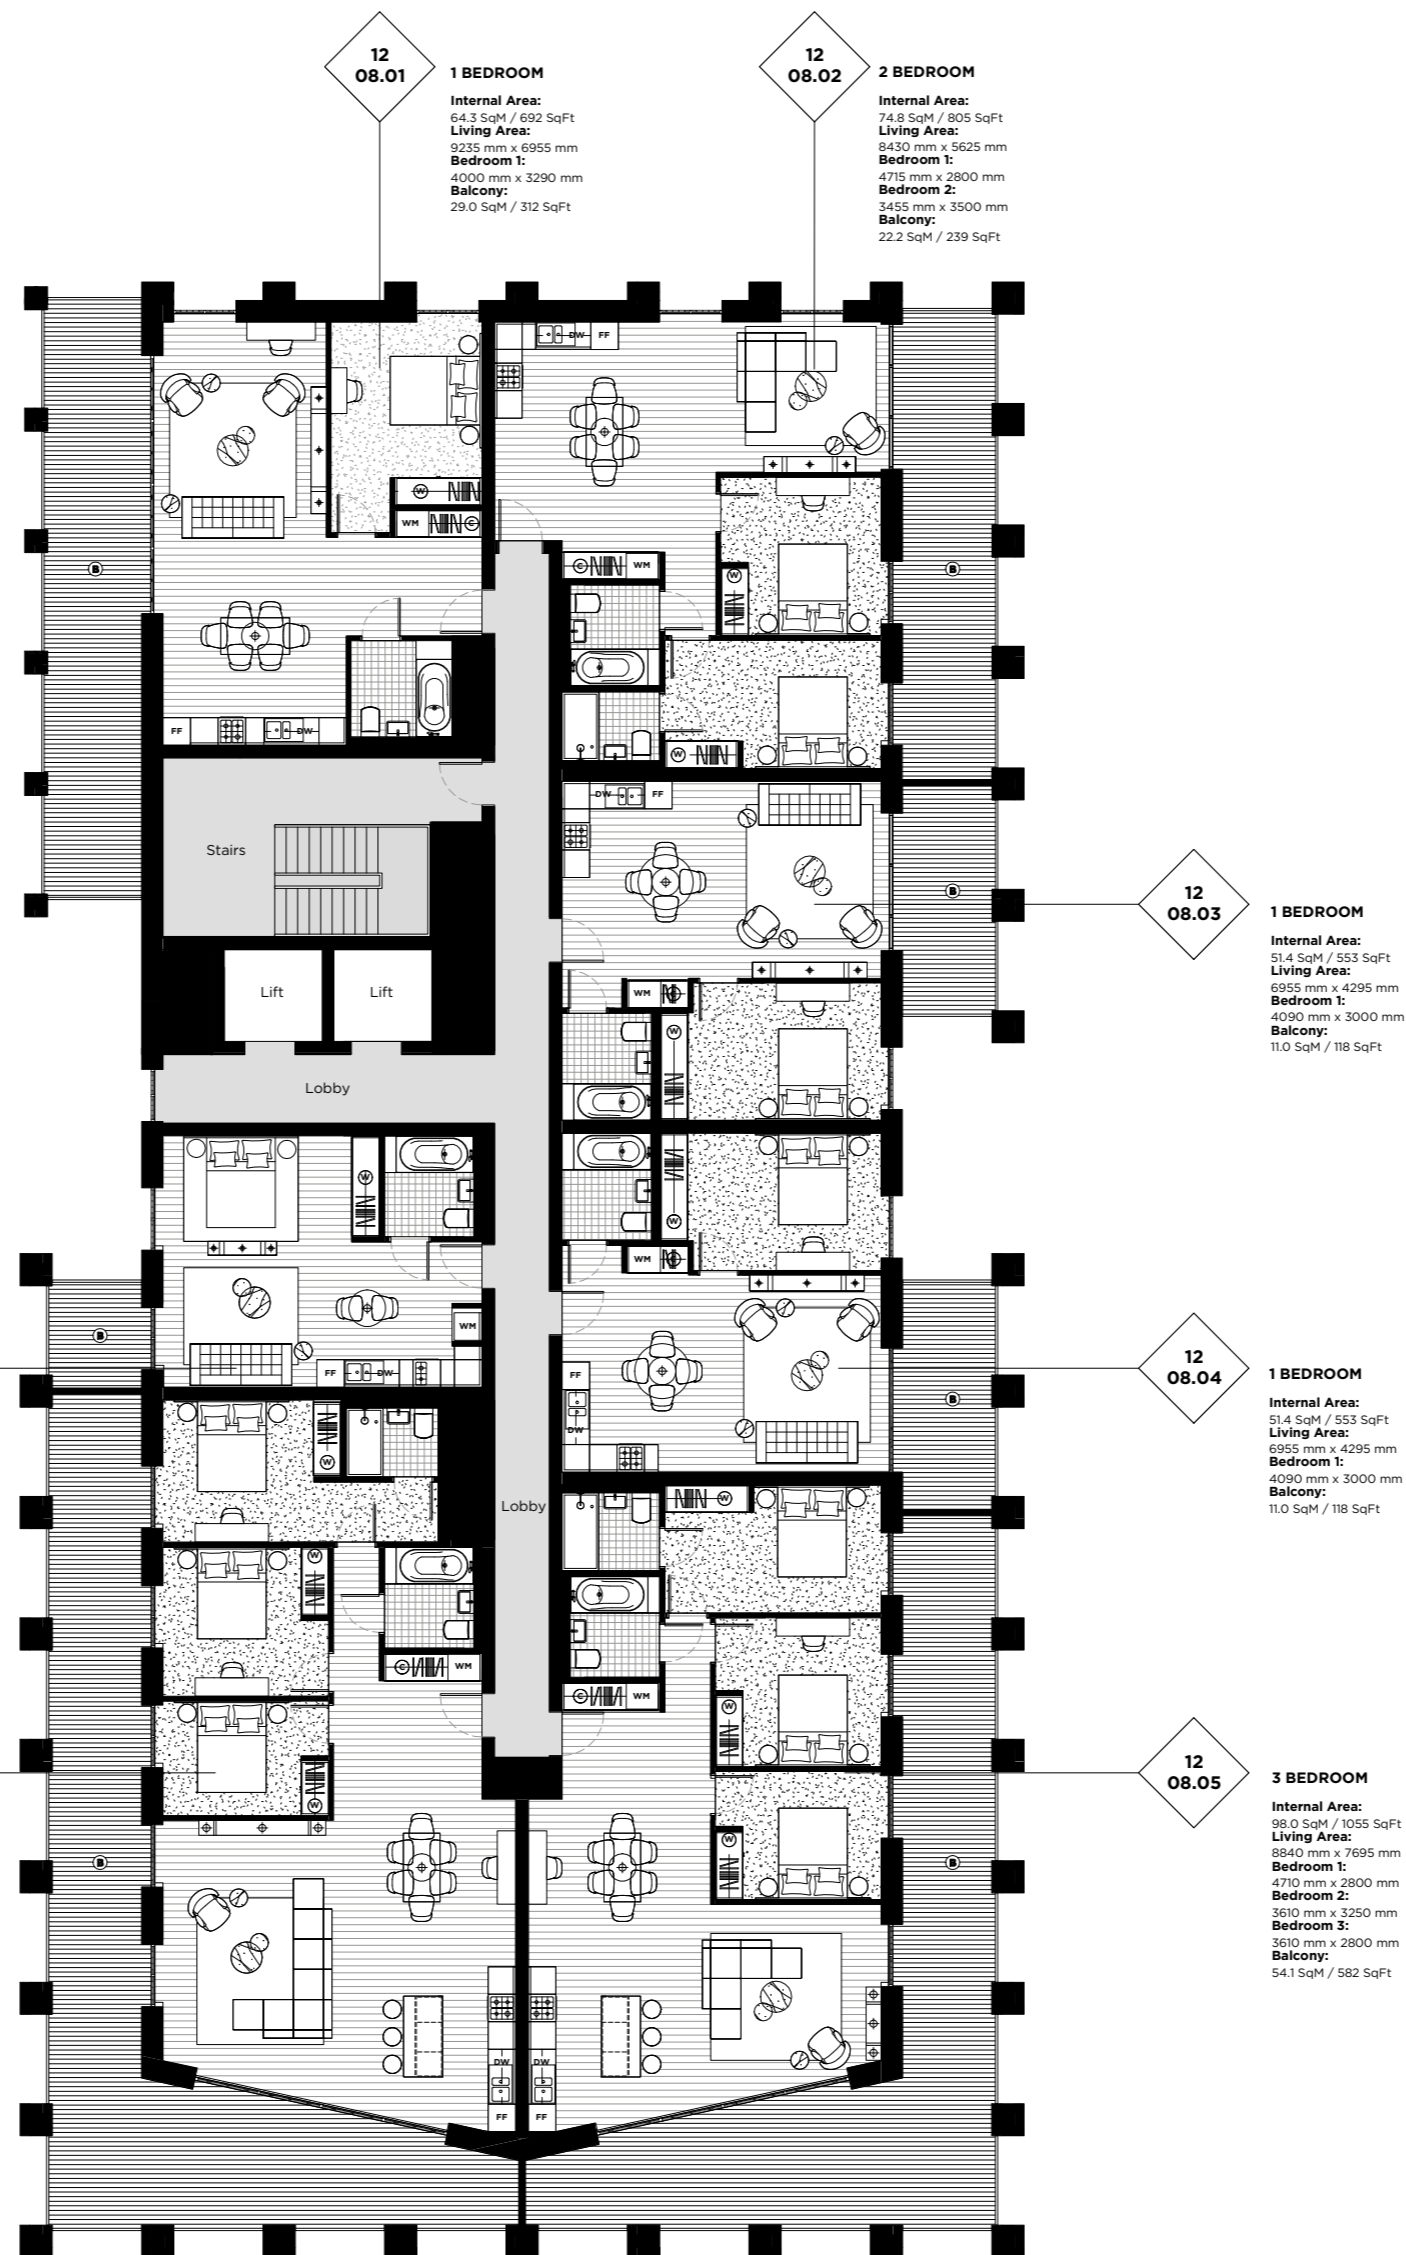 12
08.01
1 BEDROOM
Internal Area:
64.3 SqM / 692 SqFt
Living Area:
9235 mm x 6955 mm
Bedroom 1:
4000 mm x 3290 mm
Balcony:
29.0 SqM / 312 SqFt
12
08.02
2 BEDROOM
Internal Area:
74.8 SqM / 805 SqFt
Living Area:
8430 mm x 5625 mm
Bedroom 1:
4715 mm x 2800 mm
Bedroom 2:
3455 mm x 3500 mm
Balcony:
22.2 SqM / 239 SqFt
DW FF
W
WM C
C WM
W
B
B
FF DW
W
DW FF
Stairs
B
12
08.03
1 BEDROOM
Internal Area:
51.4 SqM / 553 SqFt
Living Area:
6955 mm x 4295 mm
Bedroom 1:
4090 mm x 3000 mm
Balcony:
11.0 SqM / 118 SqFt
Lift
Lift
WM C
W
Lobby
W
W
WM C
B
WM
FF DW
FF
DW
B
12
08.04
1 BEDROOM
Internal Area:
51.4 SqM / 553 SqFt
Living Area:
6955 mm x 4295 mm
Bedroom 1:
4090 mm x 3000 mm
Balcony:
11.0 SqM / 118 SqFt
W
Lobby
W
W
C WM
C WM
W
W
W
B
B
12
08.05
3 BEDROOM
Internal Area:
98.0 SqM / 1055 SqFt
Living Area:
8840 mm x 7695 mm
Bedroom 1:
4710 mm x 2800 mm
Bedroom 2:
3610 mm x 3250 mm
Bedroom 3:
3610 mm x 2800 mm
Balcony:
54.1 SqM / 582 SqFt
DW DW
FF FF